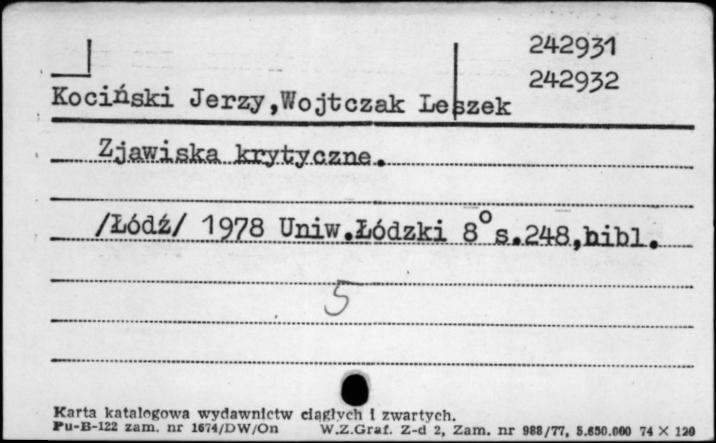 242931
242932
Kociński Jerzy,Wojtczak Leszek
Zjawiska krytyczne.
/Łódź/ 1978 Uniw.Łódzki 8° s.248,bibl.
5
Karta katalogowa wydawnictw ciągłych i zwartych.
Pu-B-122 zam. nr 1674/DW/On W.Z.Graf. Z-d 2, Zam. nr 988/77, 5.650.000 74 × 120